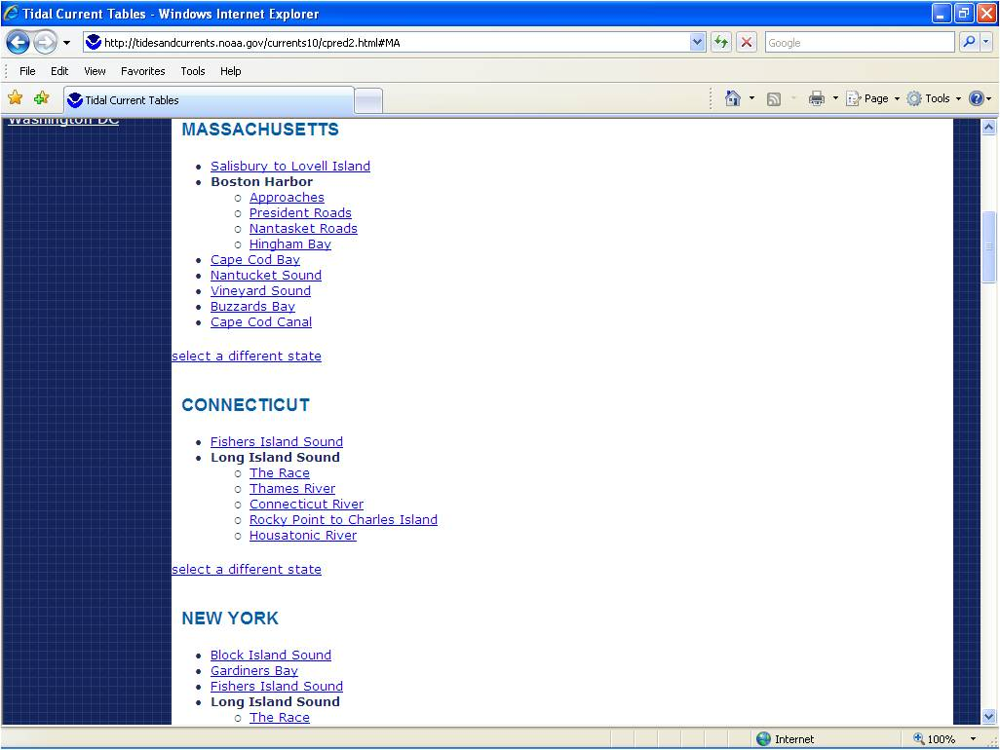 Tidal Current Tables - Windows Internet Explorer
http://tidesandcurrents.noaa.gov/currents10/cpred2.html#MA
Google
File Edit View Favorites Tools Help
Tidal Current Tables
Page Tools
Washington DC
MASSACHUSETTS
Salisbury to Lovell Island
Boston Harbor
Approaches
President Roads
Nantasket Roads
Hingham Bay
Cape Cod Bay
Nantucket Sound
Vineyard Sound
Buzzards Bay
Cape Cod Canal
select a different state
CONNECTICUT
Fishers Island Sound
Long Island Sound
The Race
Thames River
Connecticut River
Rocky Point to Charles Island
Housatonic River
select a different state
NEW YORK
Block Island Sound
Gardiners Bay
Fishers Island Sound
Long Island Sound
The Race
Internet
100%